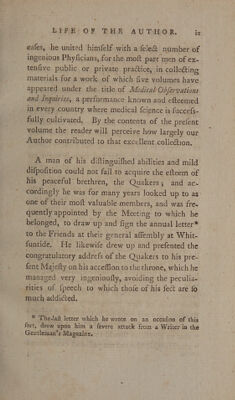 LIFE OF THE AUTHOR. ix
eaſes, he united himſelf with a ſelect number of
ingenious Phyſicians, for the moſt part men of ex-
tenſive public or private practice, in collecting
materials for a work of which five volumes have
appeared under the title of Medical Obſervations
and Inquiries, a performance known and eſteemed
in every country where medical ſcience is ſucceſs-
fully cultivated. By the contents of the preſent
volume the reader will perceive how largely our
Author contributed to that excellent collection.
A man of his diſtinguiſhed abilities and mild
diſpoſition could not fail to acquire the eſteem of
his peaceful brethren, the Quakers; and ac-
cordingly he was for many years looked up to as
one of their moſt valuable members, and was fre-
quently appointed by the Meeting to which he
belonged, to draw up and ſign the annual letter*
to the Friends at their general aſſembly at Whit-
ſuntide. He likewiſe drew up and preſented the
congratulatory addreſs of the Quakers to his pre-
ſent Majeſty on his acceſſion to the throne, which he
managed very ingeniouſly, avoiding the peculia-
rities of ſpeech to which thoſe of his ſect are ſo
much addicted.
* The laſt letter which he wrote on an occaſion of this
ſort, drew upon him a ſevere attack from a Writer in the
Gentleman's Magazine.